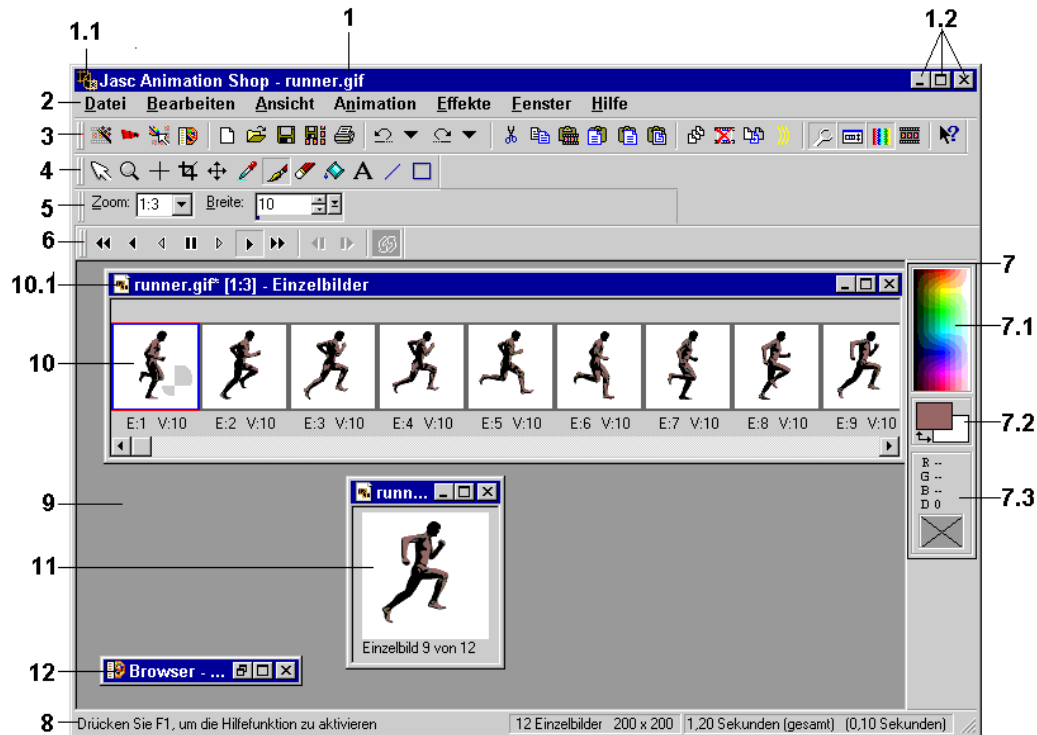 1
1.1
1.2
Jasc Animation Shop - runner.gif
2
Datei Bearbeiten Ansicht Animation Effekte Fenster Hilfe
3
4
A
5
Zoom: 1:3 Breite: 10
6
7
10.1
runner.gif* [1:3] - Einzelbilder
7.1
10
E:1 V:10 E:2 V:10 E:3 V:10 E:4 V:10 E:5 V:10 E:6 V:10 E:7 V:10 E:8 V:10 E:9 V:10
7.2
R --
G --
B --
D 0
7.3
9
runn...
11
Einzelbild 9 von 12
12
Browser - ...
8
Drücken Sie F1, um die Hilfefunktion zu aktivieren
12 Einzelbilder 200 x 200
1,20 Sekunden (gesamt) (0,10 Sekunden)